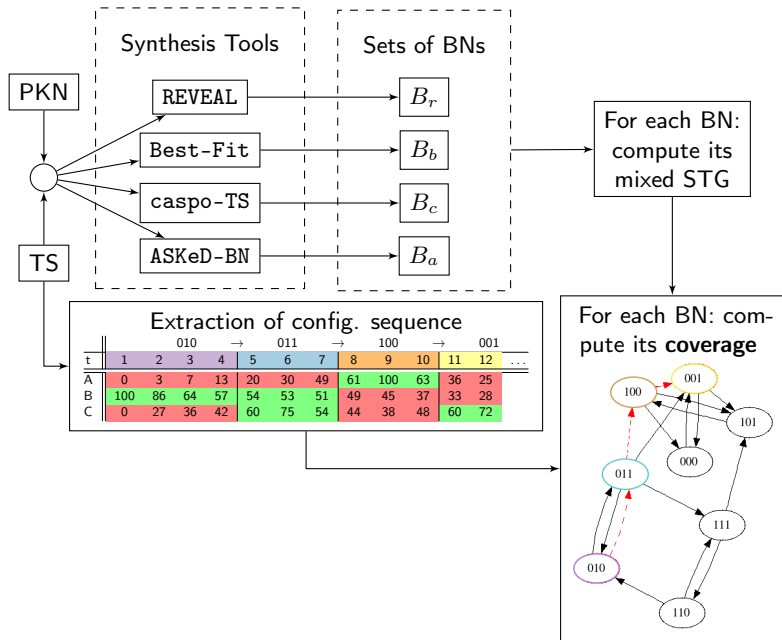 Synthesis Tools
Sets of BNs
PKN
REVEAL
Best-Fit
caspo-TS
ASKeD-BN
B_r
B_b
B_c
B_a
TS
For each BN:
compute its
mixed STG
Extraction of config. sequence
010 → 011 → 100 → 001
t 1 2 3 4 5 6 7 8 9 10 11 12 ...
A 0 3 7 13 20 30 49 61 100 63 36 25
B 100 86 64 57 54 53 51 49 45 37 33 28
C 0 27 36 42 60 75 54 44 38 48 60 72
For each BN: com-
pute its coverage
001
100
101
000
011
111
010
110